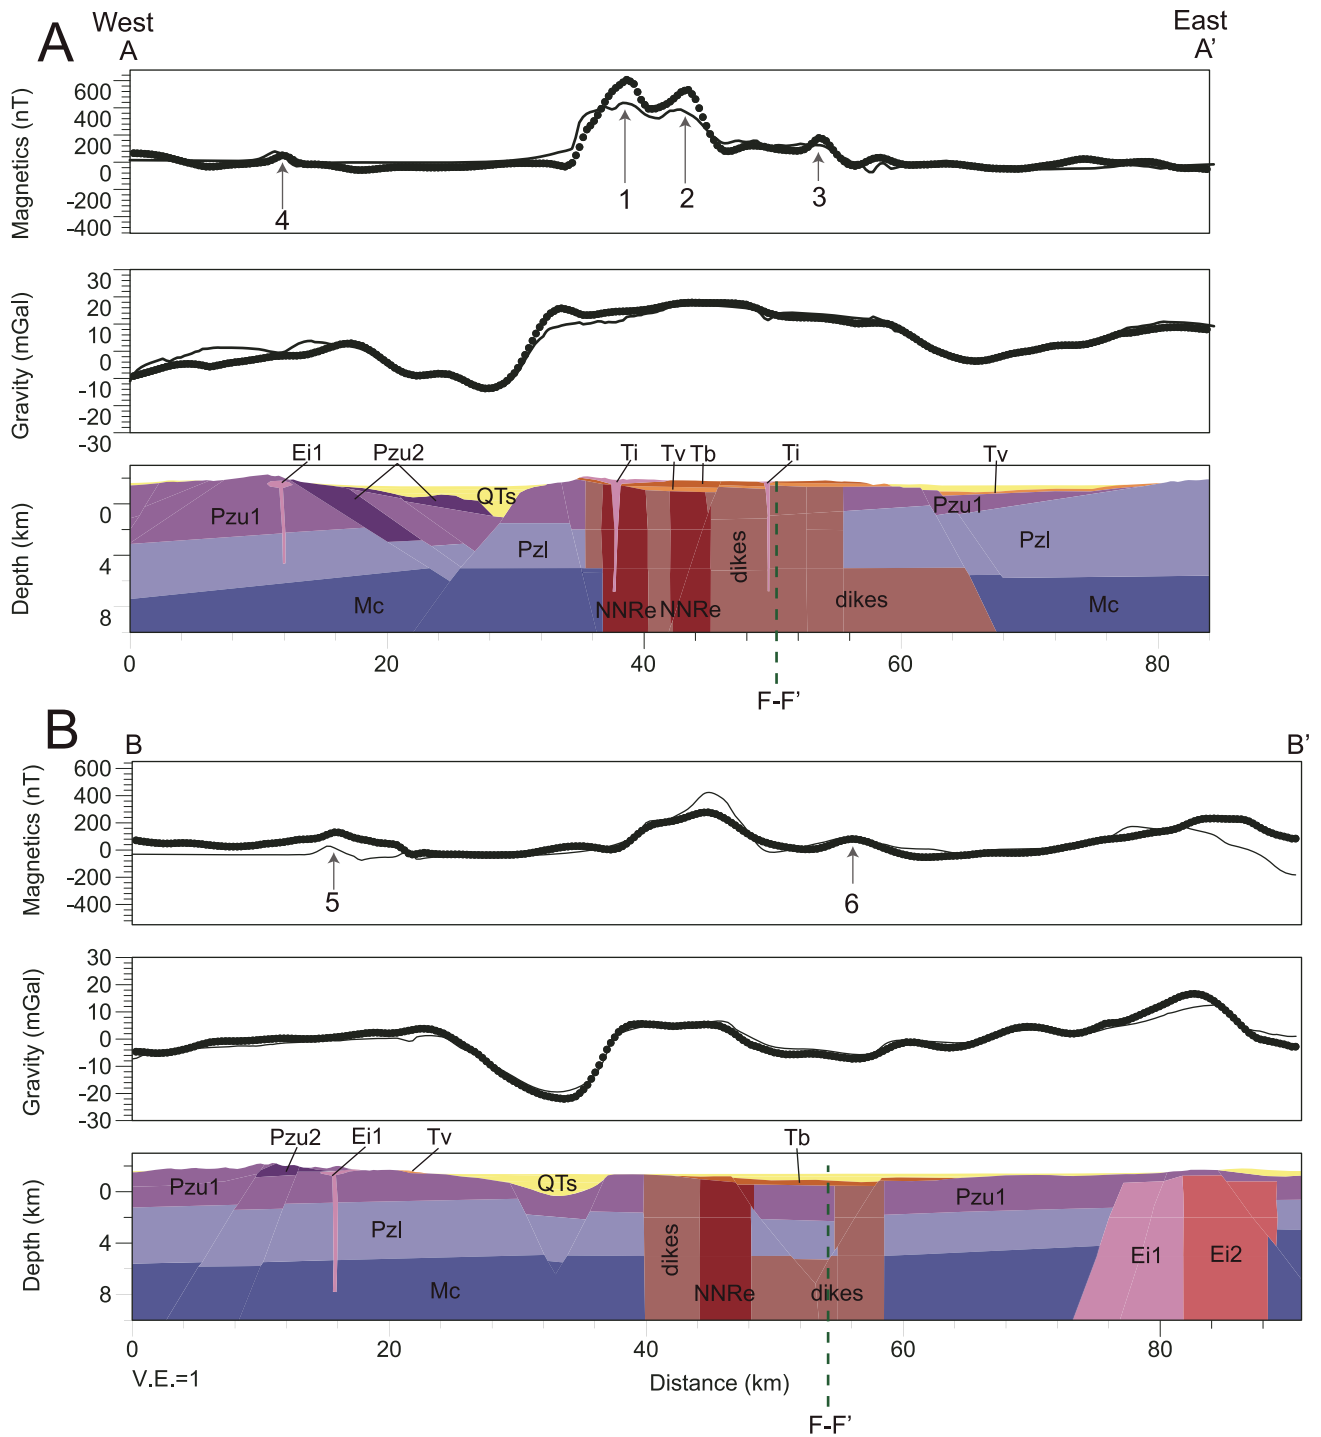 West
A
A
East
A’
Magnetics (nT)
600
400
200
0
-200
-400
4
1
2
3
Gravity (mGal)
30
20
10
0
-10
-20
-30
Ei1
Pzu2
Ti
Tv
Tb
Ti
Tv
Depth (km)
0
4
8
Pzu1
QTs
Pzl
Mc
NNRe
NNRe
dikes
dikes
Pzu1
Pzl
Mc
0
20
40
60
80
F-F’
B
B
B’
Magnetics (nT)
600
400
200
0
-200
-400
5
6
Gravity (mGal)
30
20
10
0
-10
-20
-30
Pzu2
Ei1
Tv
Tb
Depth (km)
0
4
8
Pzu1
QTs
Pzl
Mc
dikes
NNRe
dikes
Pzu1
Ei1
Ei2
0
20
40
60
80
V.E.=1
Distance (km)
F-F’